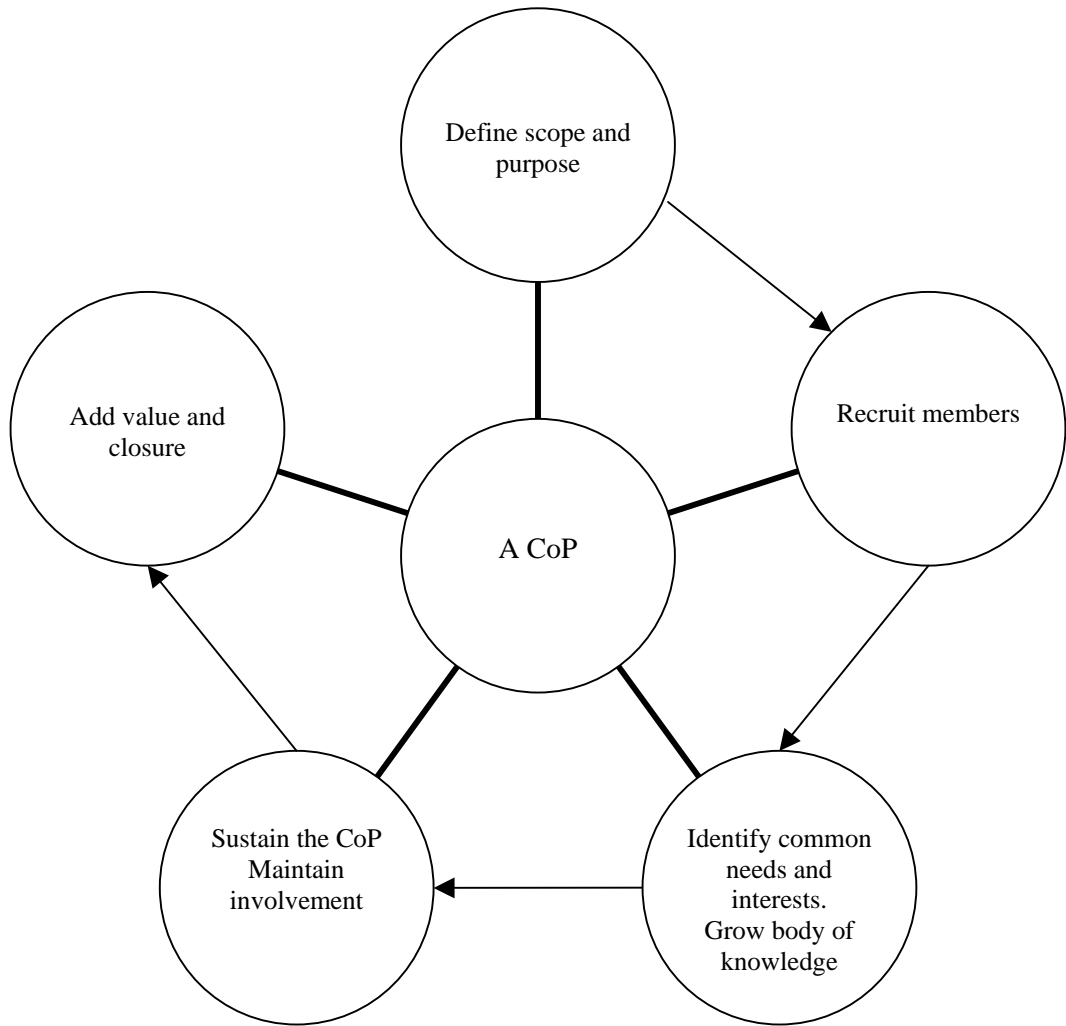 Define scope and
purpose
Add value and
closure
Recruit members
A CoP
Sustain the CoP
Maintain
involvement
Identify common
needs and
interests.
Grow body of
knowledge